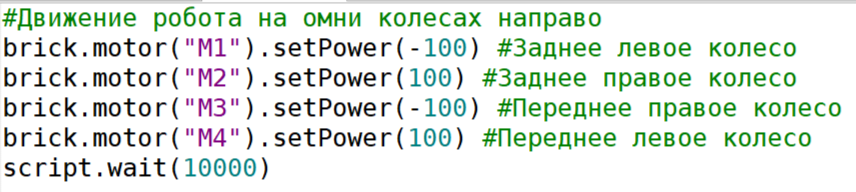 #Движение робота на омни колесах направо
brick.motor("M1").setPower(-100) #Заднее левое колесо
brick.motor("M2").setPower(100) #Заднее правое колесо
brick.motor("M3").setPower(-100) #Переднее правое колесо
brick.motor("M4").setPower(100) #Переднее левое колесо
script.wait(10000)